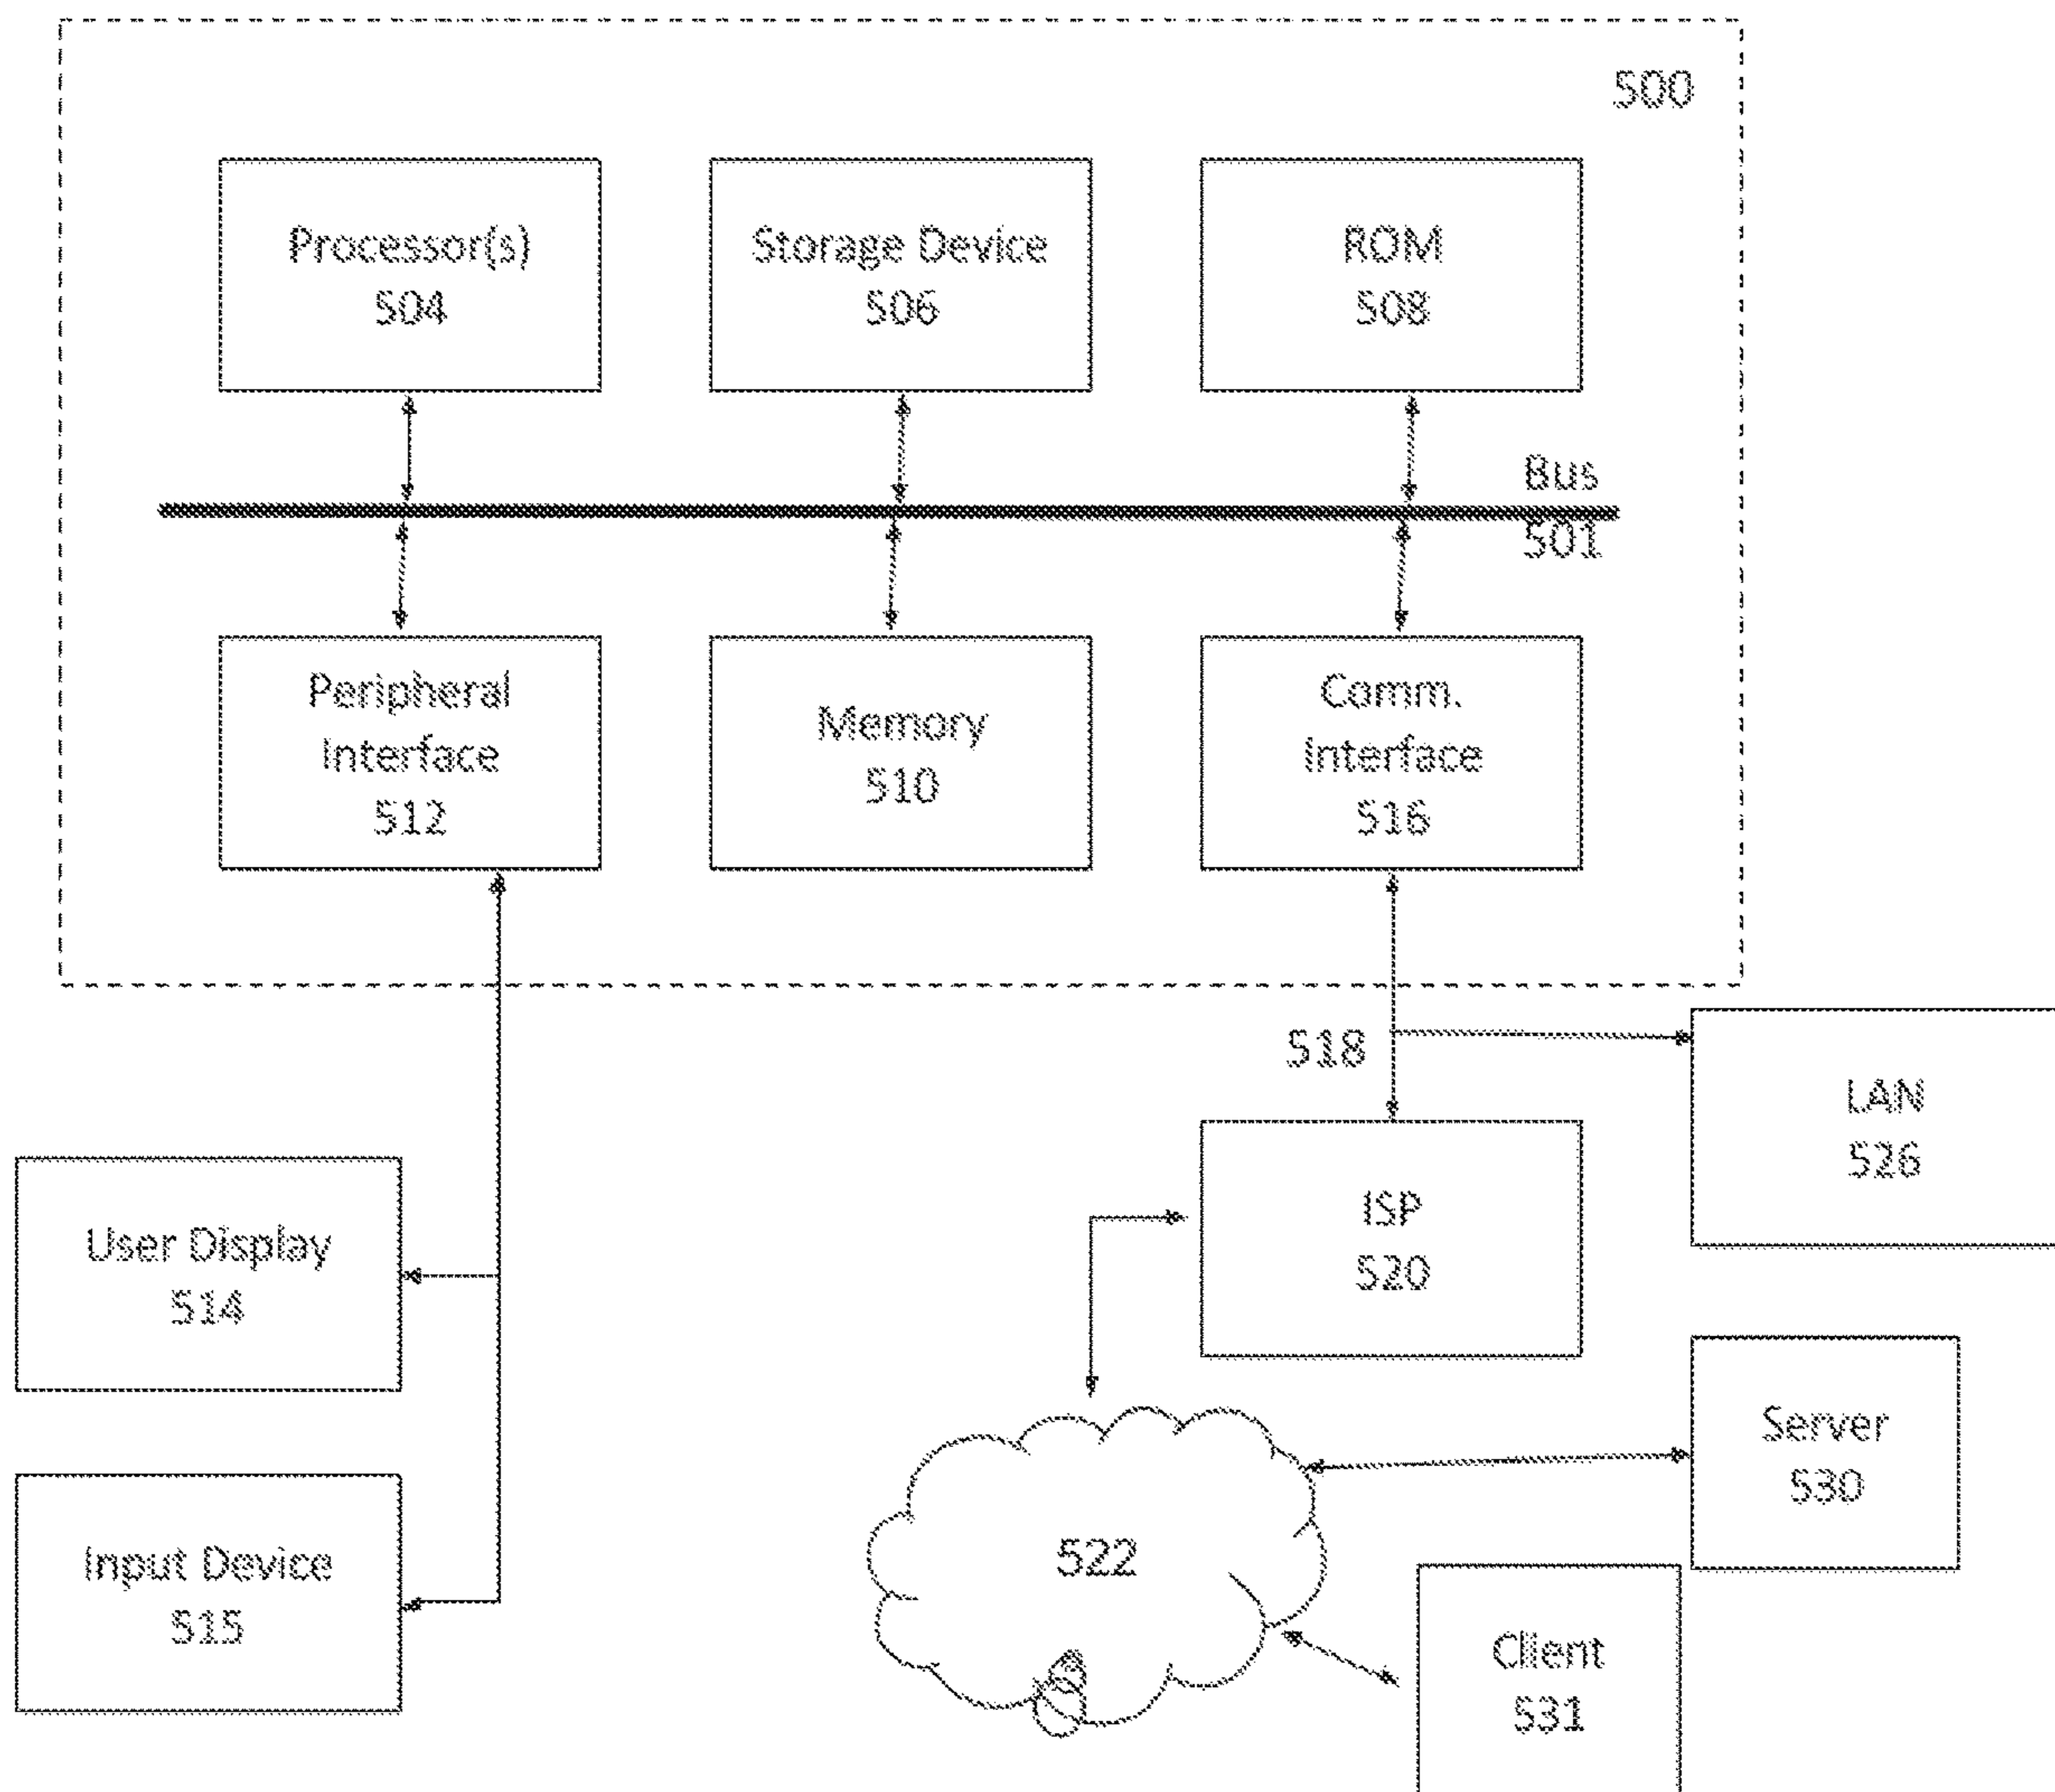 500
Processor(s)
504
Storage Device
506
ROM
508
Bus
501
Peripheral
Interface
512
Memory
510
Comm.
Interface
516
518
LAN
526
ISP
520
User Display
514
Server
530
Input Device
515
522
Client
531